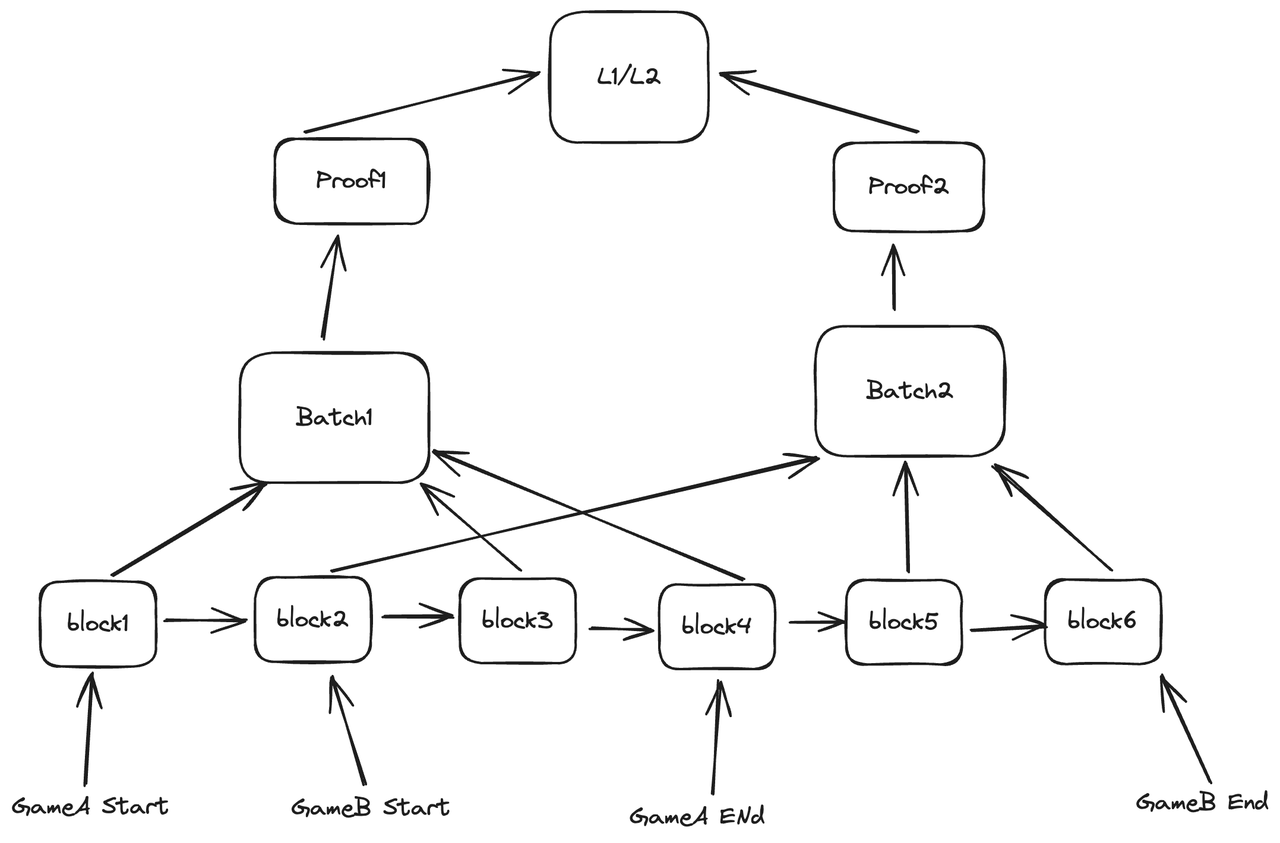 L1/L2
Proof1
Proof2
Batch1
Batch2
block1
block2
block3
block4
block5
block6
GameA Start
GameB Start
GameA ENd
GameB End